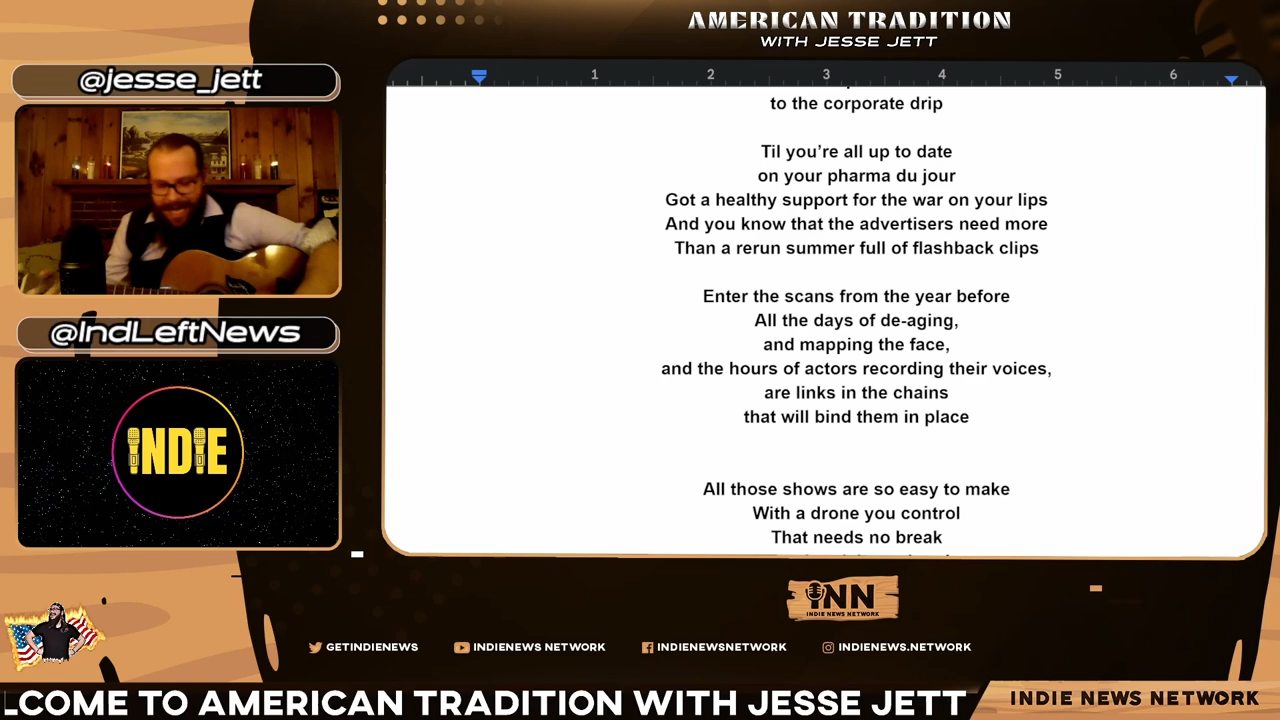 AMERICAN TRADITION
WITH JESSE JETT
@jesse_jett
1 2 3 4 5 6
to the corporate drip
Til you’re all up to date
on your pharma du jour
Got a healthy support for the war on your lips
And you know that the advertisers need more
Than a rerun summer full of flashback clips
Enter the scans from the year before
All the days of de-aging,
and mapping the face,
and the hours of actors recording their voices,
are links in the chains
that will bind them in place
All those shows are so easy to make
With a drone you control
That needs no break
@IndLeftNews
INDIE
INN
INDIE NEWS NETWORK
GETINDIENEWS
INDIENEWS NETWORK
INDIENEWSNETWORK
INDIENEWS.NETWORK
LCOME TO AMERICAN TRADITION WITH JESSE JETT
INDIE NEWS NETWORK